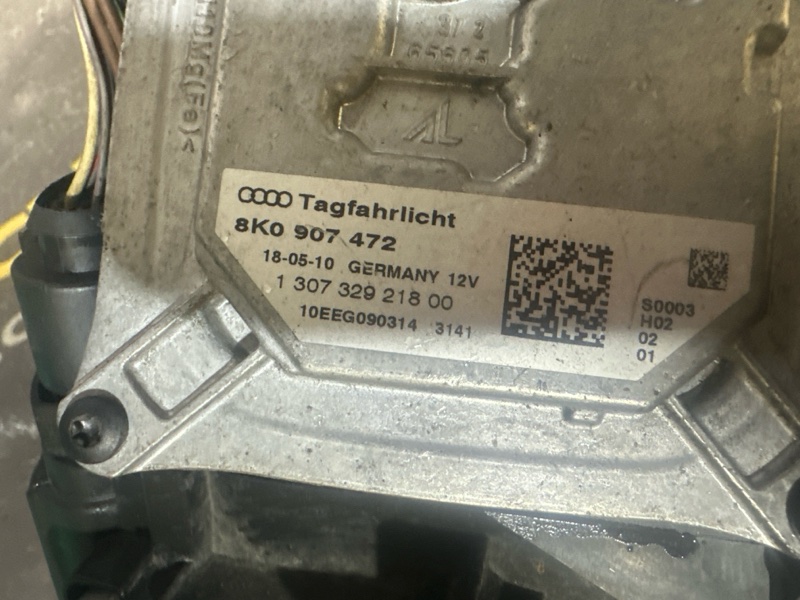 AL
Tagfahrlicht
8K0 907 472
18-05-10 GERMANY 12V
1 307 329 218 00
10EEG090314 3141
S0003
H02
02
01